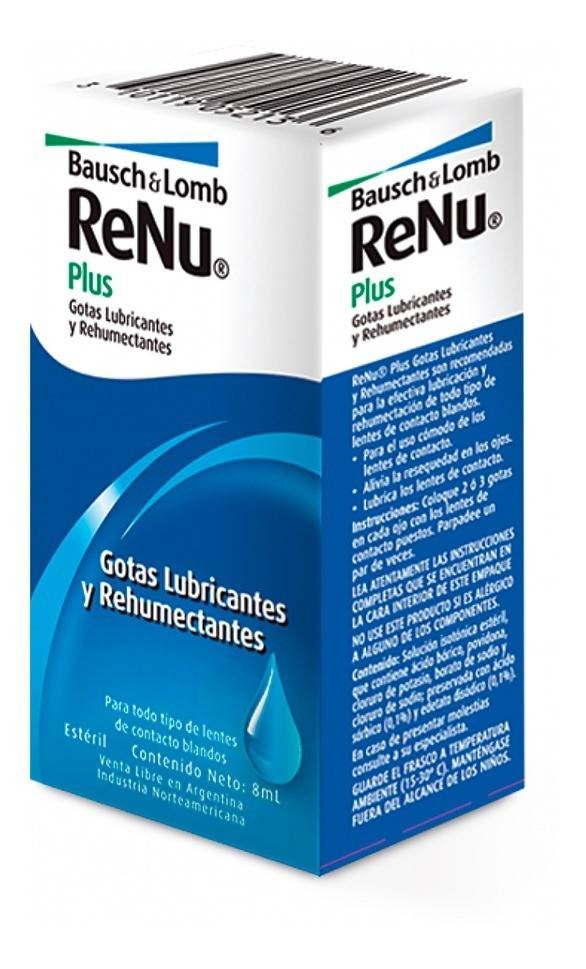 Bausch & Lomb
ReNu®
Plus
Gotas Lubricantes
y Rehumectantes
Gotas Lubricantes
y Rehumectantes
Para todo tipo de lentes
de contacto blandos
Estéril Contenido Neto: 8mL
Venta Libre en Argentina
Industria Norteamericana
Bausch & Lomb
ReNu®
Plus
Gotas Lubricantes
y Rehumectantes
ReNu® Plus Gotas Lubricantes
y Rehumectantes son recomendadas
para la efectiva lubricación y
rehumectación de todo tipo de
lentes de contacto blandos.
• Para el uso cómodo de los
lentes de contacto.
• Alivia la resequedad en los ojos.
• Lubrica los lentes de contacto.
Instrucciones: Coloque 2 ó 3 gotas
en cada ojo con los lentes de
contacto puestos. Parpadee un
par de veces.
LEA ATENTAMENTE LAS INSTRUCCIONES
COMPLETAS QUE SE ENCUENTRAN EN
LA CARA INTERIOR DE ESTE EMPAQUE
NO USE ESTE PRODUCTO SI ES ALÉRGICO
A ALGUNO DE LOS COMPONENTES.
Contenido: Solución isotónica estéril,
que contiene ácido bórico, povidona,
cloruro de potasio, borato de sodio y
cloruro de sodio; preservada con ácido
sórbico (0,1%) y edetato disódico (0,1%).
En caso de presentar molestias
consulte a su especialista.
GUARDE EL FRASCO A TEMPERATURA
AMBIENTE (15-30º C). MANTÉNGASE
FUERA DEL ALCANCE DE LOS NIÑOS.